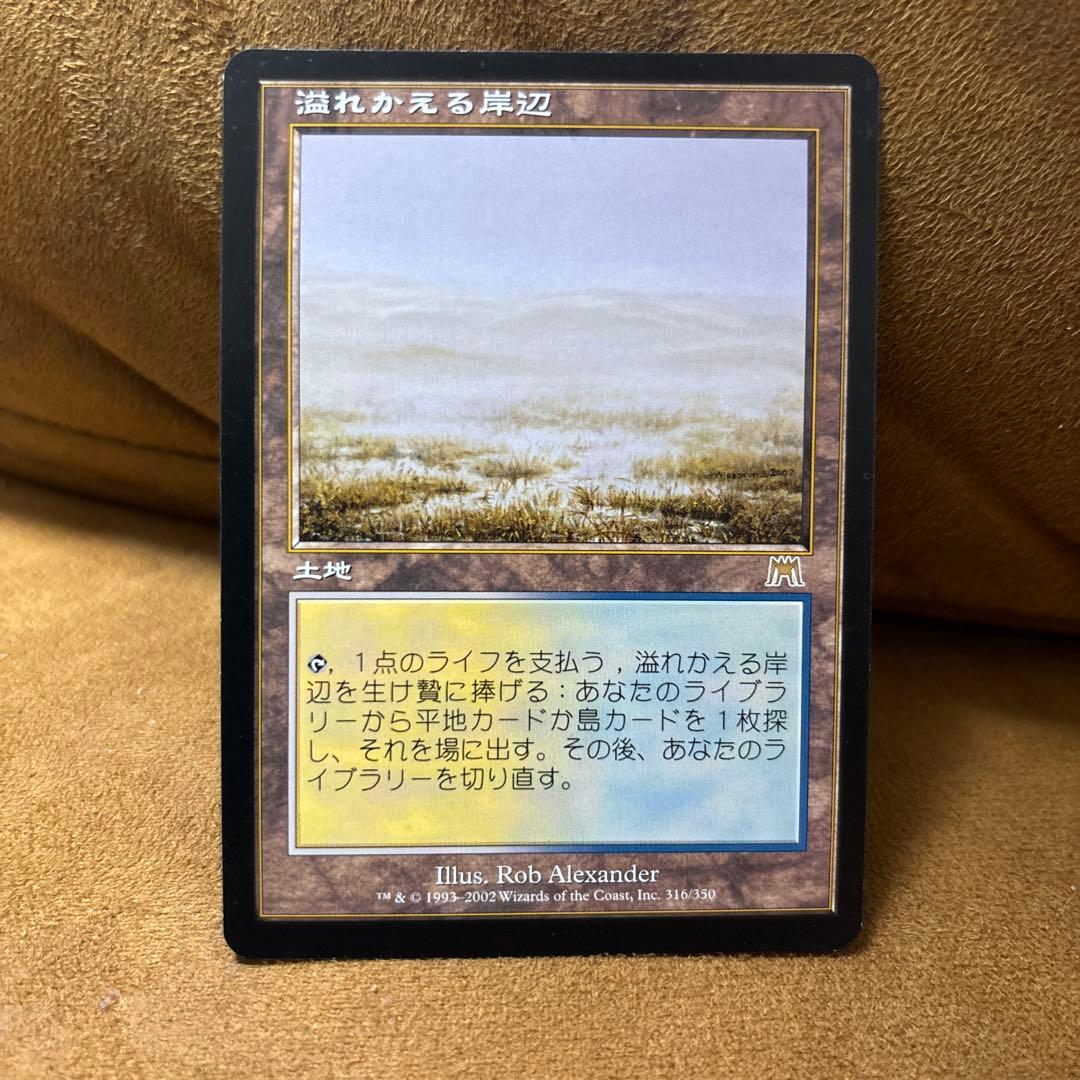 溢れかえる岸辺
土地
, 1点のライフを支払う , 溢れかえる岸
辺を生け贄に捧げる:あなたのライブラ
リーから平地カードか島カードを1枚探
し、それを場に出す。その後、あなたのラ
イブラリーを切り直す。
Illus. Rob Alexander
™ & © 1993–2002 Wizards of the Coast, Inc. 316/350